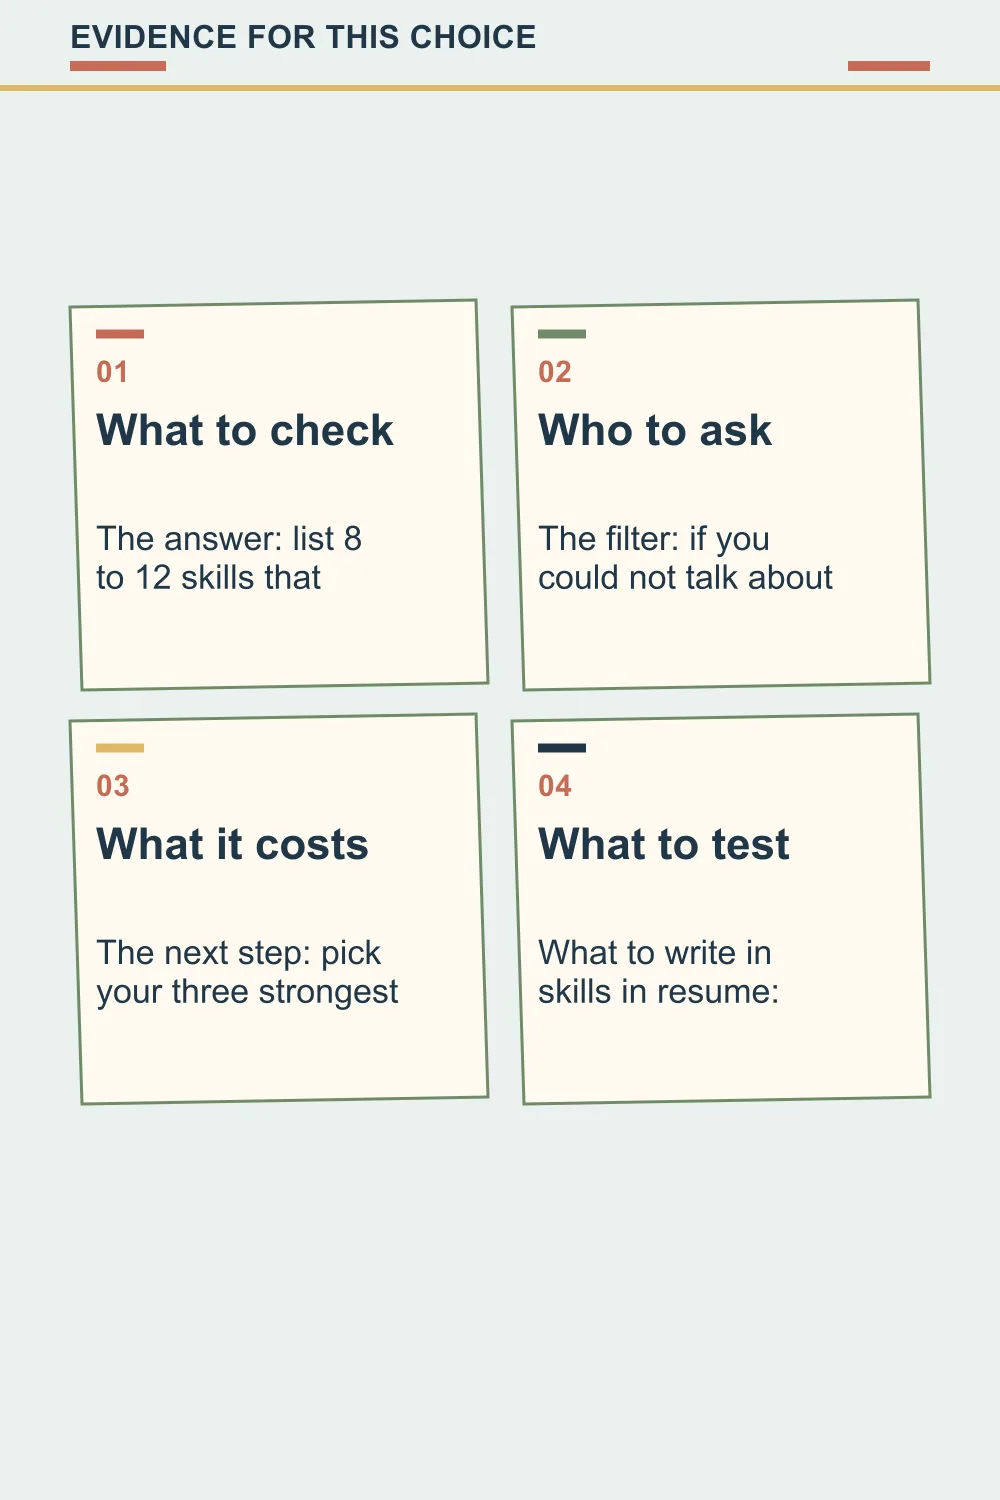 EVIDENCE FOR THIS CHOICE
01
What to check
The answer: list 8
to 12 skills that
02
Who to ask
The filter: if you
could not talk about
03
What it costs
The next step: pick
your three strongest
04
What to test
What to write in
skills in resume: